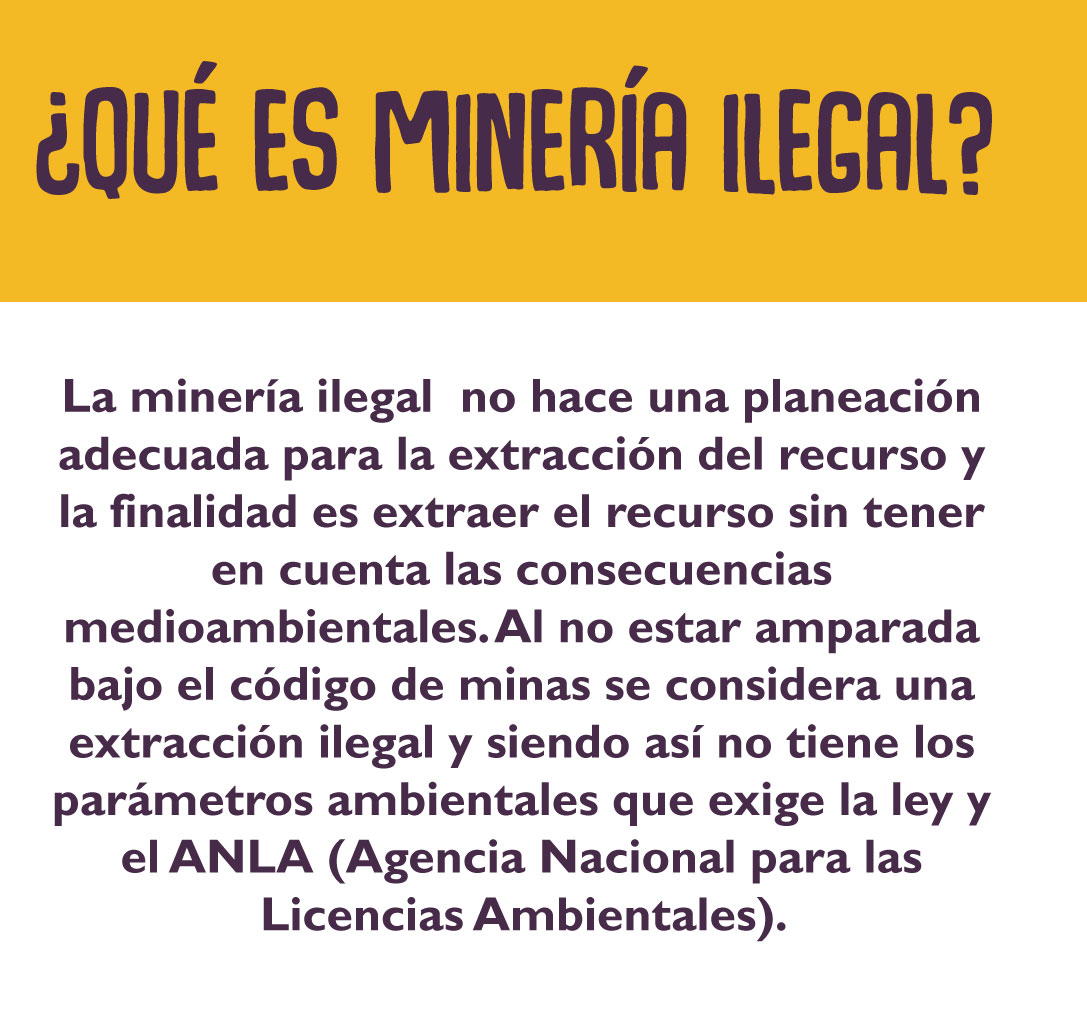 ¿QUÉ ES MINERÍA ILEGAL?
La minería ilegal  no hace una planeación
adecuada para la extracción del recurso y
la finalidad es extraer el recurso sin tener
en cuenta las consecuencias
medioambientales. Al no estar amparada
bajo el código de minas se considera una
extracción ilegal y siendo así no tiene los
parámetros ambientales que exige la ley y
el ANLA (Agencia Nacional para las
Licencias Ambientales).